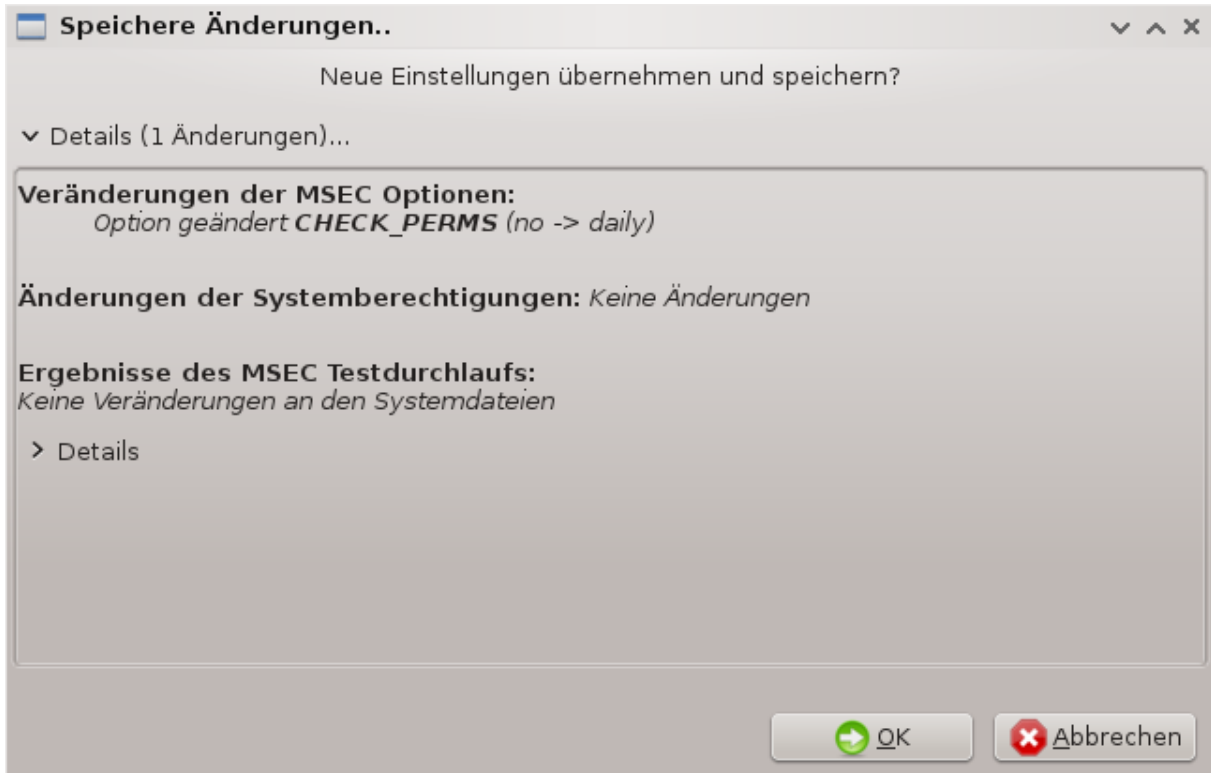 Speichere Änderungen..
Neue Einstellungen übernehmen und speichern?
Details (1 Änderungen)...
Veränderungen der MSEC Optionen:
Option geändert CHECK_PERMS (no -> daily)
Änderungen der Systemberechtigungen: Keine Änderungen
Ergebnisse des MSEC Testdurchlaufs:
Keine Veränderungen an den Systemdateien
Details
OK
Abbrechen